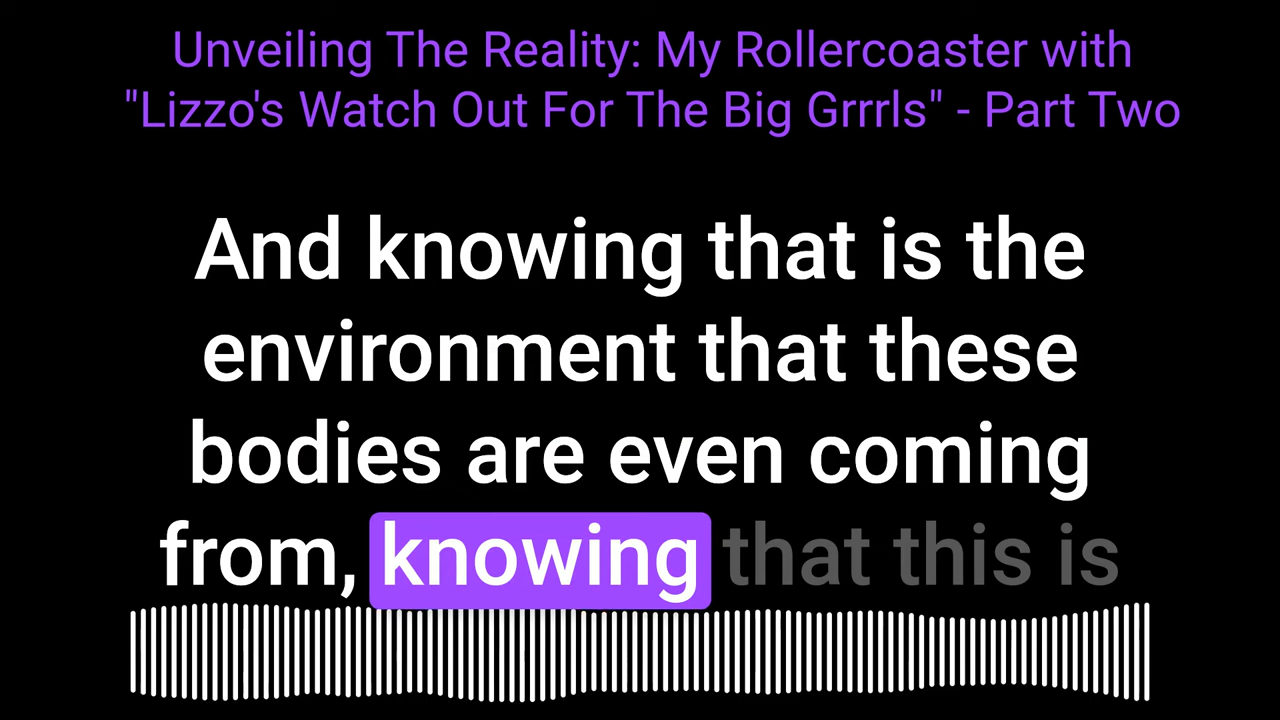 Unveiling The Reality: My Rollercoaster with
"Lizzo's Watch Out For The Big Grrrls" - Part Two
And knowing that is the
environment that these
bodies are even coming
from, knowing that this is